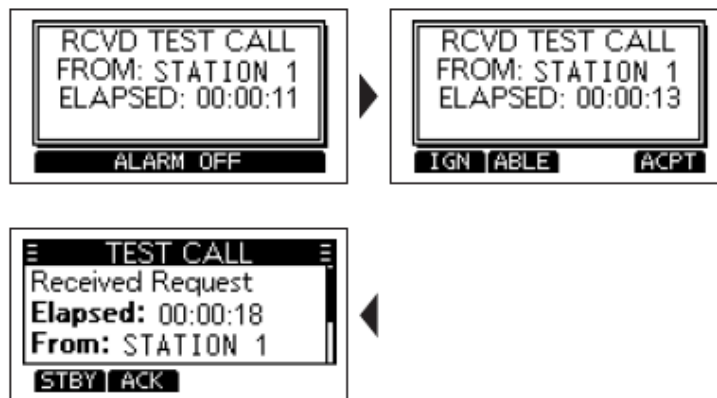 RCVD TEST CALL
FROM: STATION 1
ELAPSED: 00:00:11
ALARM OFF
RCVD TEST CALL
FROM: STATION 1
ELAPSED: 00:00:13
IGN ABLE ACPT
TEST CALL
Received Request
Elapsed: 00:00:18
From: STATION 1
STBY ACK